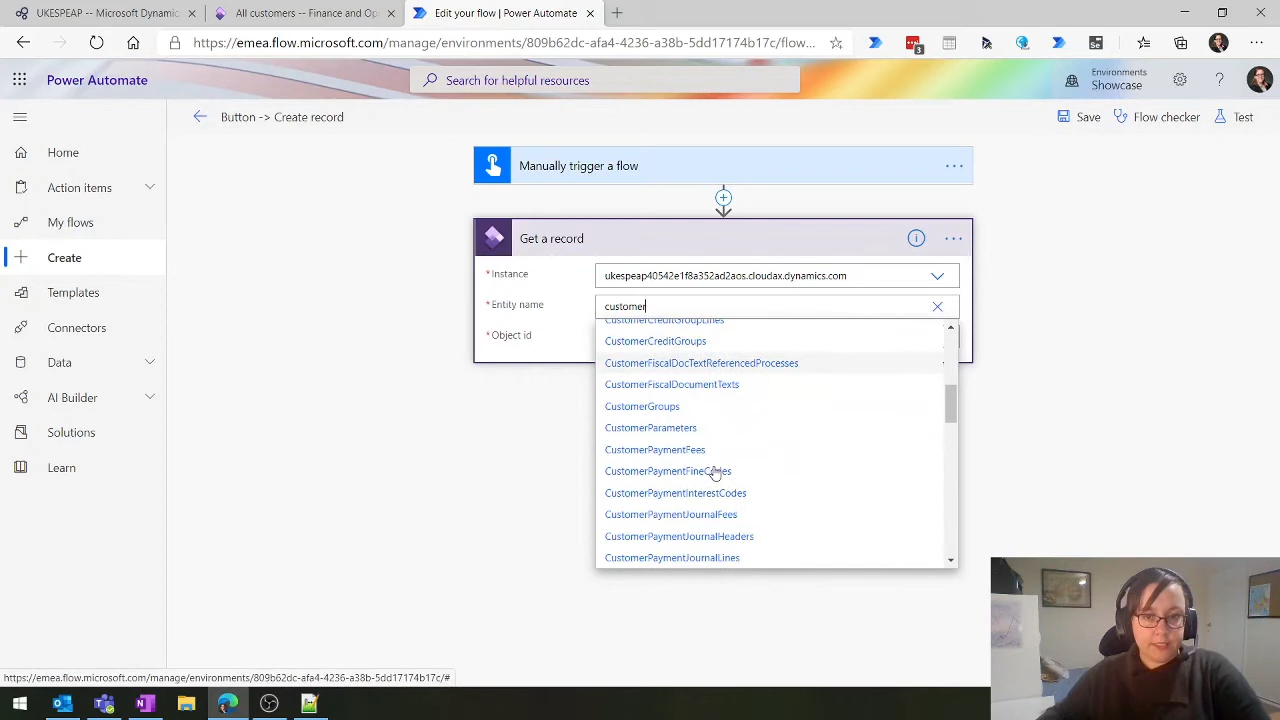 UKESPEAP -- Microsoft Dynamic
All customers -- Finance and Op
Edit your flow | Power Automate
https://emea.flow.microsoft.com/manage/environments/809b62dc-afa4-4236-a38b-5dd17174b17c/flow...
3
Power Automate
Search for helpful resources
Environments
Showcase
Button -> Create record
Save
Flow checker
Test
Home
Action items
My flows
Create
Templates
Connectors
Data
AI Builder
Solutions
Learn
Manually trigger a flow
Get a record
*Instance
ukespeap40542e1f8a352ad2aos.cloudax.dynamics.com
*Entity name
customer
*Object id
CustomerCreditGroupLines
CustomerCreditGroups
CustomerFiscalDocTextReferencedProcesses
CustomerFiscalDocumentTexts
CustomerGroups
CustomerParameters
CustomerPaymentFees
CustomerPaymentFineCodes
CustomerPaymentInterestCodes
CustomerPaymentJournalFees
CustomerPaymentJournalHeaders
CustomerPaymentJournalLines
https://emea.flow.microsoft.com/manage/environments/809b62dc-afa4-4236-a38b-5dd17174b17c/#